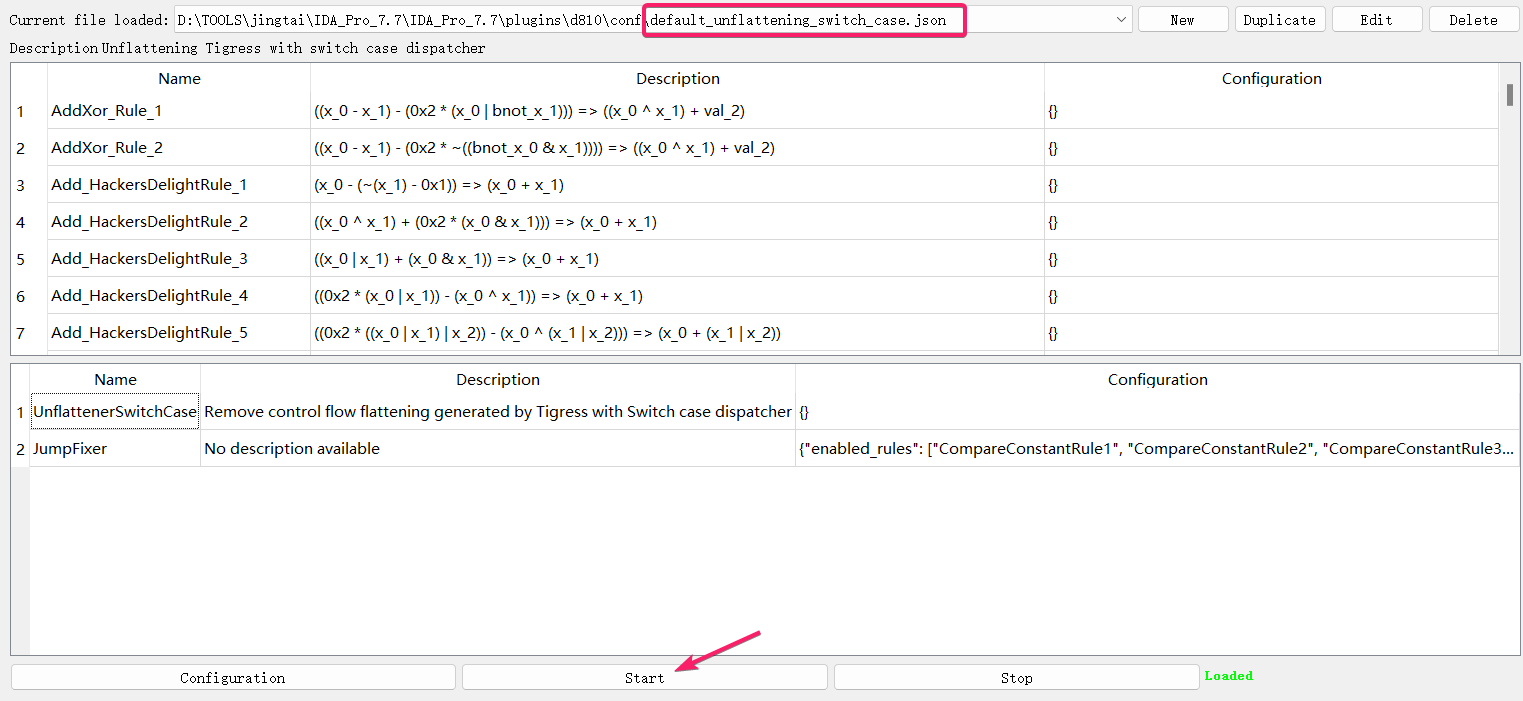 Current file loaded: D:\TOOLS\jingtai\IDA_Pro_7.7\IDA_Pro_7.7\plugins\d810\conf\default_unflattening_switch_case.json New Duplicate Edit Delete
Description Unflattening Tigress with switch case dispatcher
Name Description Configuration
1 AddXor_Rule_1 ((x_0 - x_1) - (0x2 * (x_0 | bnot_x_1))) => ((x_0 ^ x_1) + val_2) {}
2 AddXor_Rule_2 ((x_0 - x_1) - (0x2 * ~((bnot_x_0 & x_1)))) => ((x_0 ^ x_1) + val_2) {}
3 Add_HackersDelightRule_1 (x_0 - (~(x_1) - 0x1)) => (x_0 + x_1) {}
4 Add_HackersDelightRule_2 ((x_0 ^ x_1) + (0x2 * (x_0 & x_1))) => (x_0 + x_1) {}
5 Add_HackersDelightRule_3 ((x_0 | x_1) + (x_0 & x_1)) => (x_0 + x_1) {}
6 Add_HackersDelightRule_4 ((0x2 * (x_0 | x_1)) - (x_0 ^ x_1)) => (x_0 + x_1) {}
7 Add_HackersDelightRule_5 ((0x2 * ((x_0 | x_1) | x_2)) - (x_0 ^ (x_1 | x_2))) => (x_0 + (x_1 | x_2)) {}
Name Description Configuration
1 UnflattenerSwitchCase Remove control flow flattening generated by Tigress with Switch case dispatcher {}
2 JumpFixer No description available {"enabled_rules": ["CompareConstantRule1", "CompareConstantRule2", "CompareConstantRule3...
Configuration Start Stop Loaded